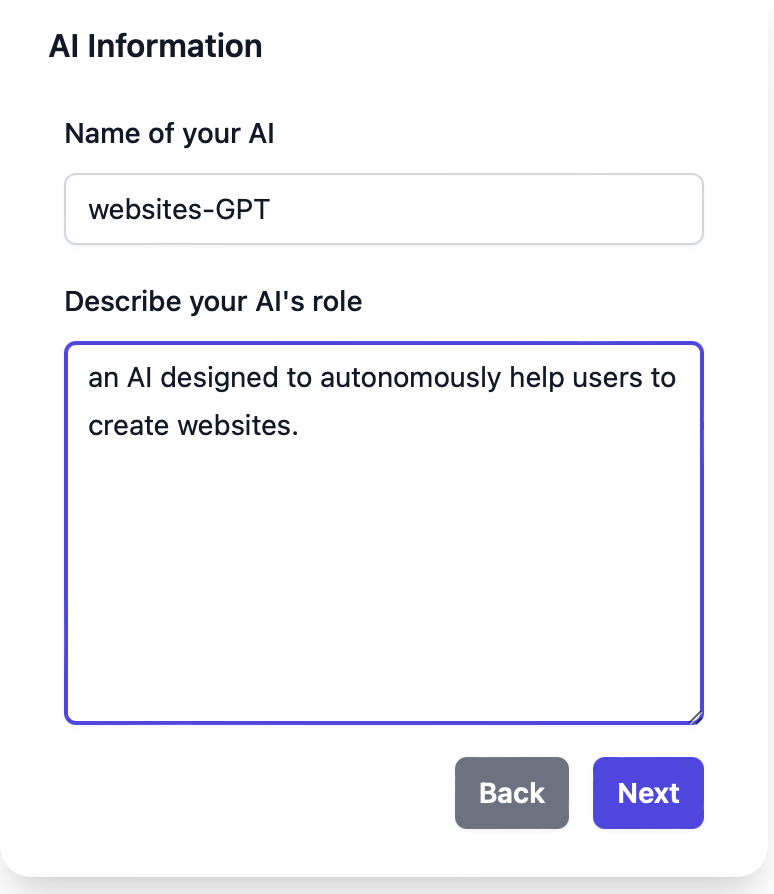 AI Information
Name of your AI
websites-GPT
Describe your AI's role
an AI designed to autonomously help users to
create websites.
Back
Next